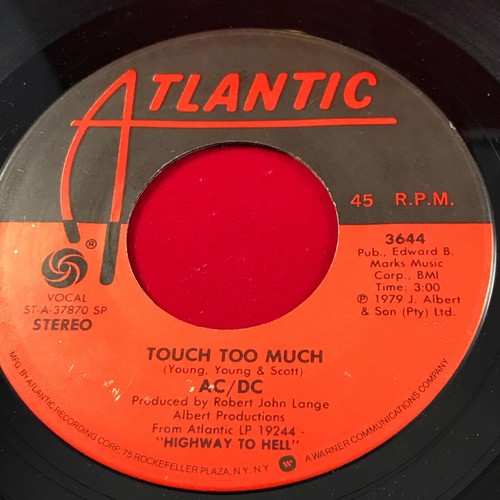 ATLANTIC
45 R.P.M.
®
VOCAL
ST-A-37870 SP
STEREO
3644
Pub., Edward B.
Marks Music
Corp., BMI
Time: 3:00
Ⓟ 1979 J. Albert
& Son (Pty) Ltd.
TOUCH TOO MUCH
(Young, Young & Scott)
AC/DC
Produced by Robert John Lange
Albert Productions
From Atlantic LP 19244 -
"HIGHWAY TO HELL"
MFG BY ATLANTIC RECORDING CORP. 75 ROCKEFELLER PLAZA, N.Y. N.Y. A WARNER COMMUNICATIONS COMPANY